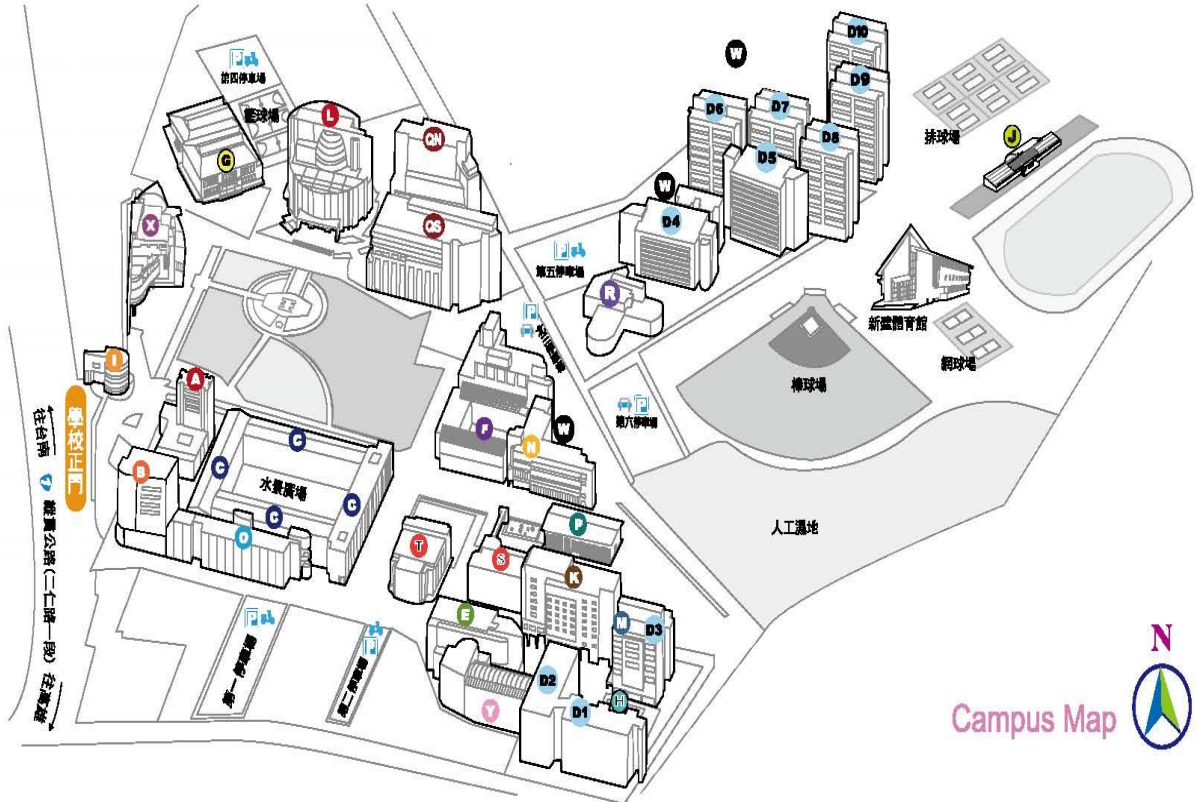 D10
W
P
第四停車場
D9
籃球場
D6
D7
L
D8
排球場
QN
J
G
D5
W
D4
X
QS
P
第五停車場
R
P
新建體育館
網球場
I
A
棒球場
P
第六停車場
學校正門
往台南
1 縱貫公路(二仁路一段) 往高雄
F
N
W
C
B
C
水景廣場
C
C
O
人工濕地
P
T
S
K
E
M
D3
P
第一停車場
P
第二停車場
D2
H
Y
D1
N
Campus Map